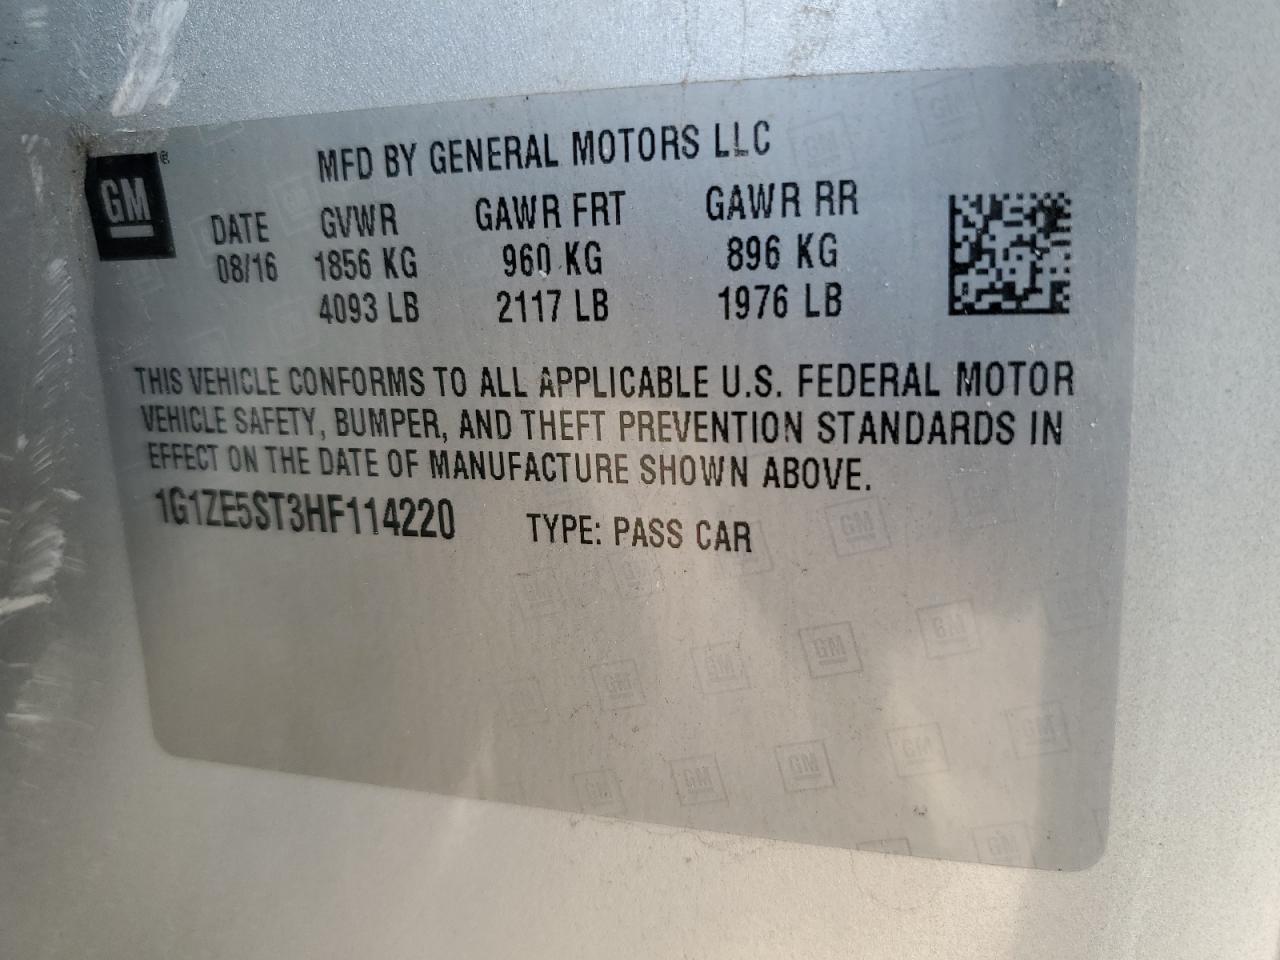 MFD BY GENERAL MOTORS LLC
GM ®
DATE GVWR GAWR FRT GAWR RR
08/16 1856 KG 960 KG 896 KG
4093 LB 2117 LB 1976 LB
THIS VEHICLE CONFORMS TO ALL APPLICABLE U.S. FEDERAL MOTOR
VEHICLE SAFETY, BUMPER, AND THEFT PREVENTION STANDARDS IN
EFFECT ON THE DATE OF MANUFACTURE SHOWN ABOVE.
1G1ZE5ST3HF114220 TYPE: PASS CAR